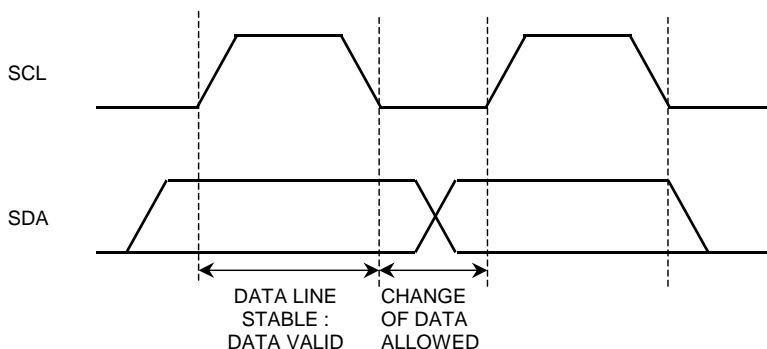 SCL
SDA
DATA LINE
STABLE :
DATA VALID
CHANGE
OF DATA
ALLOWED